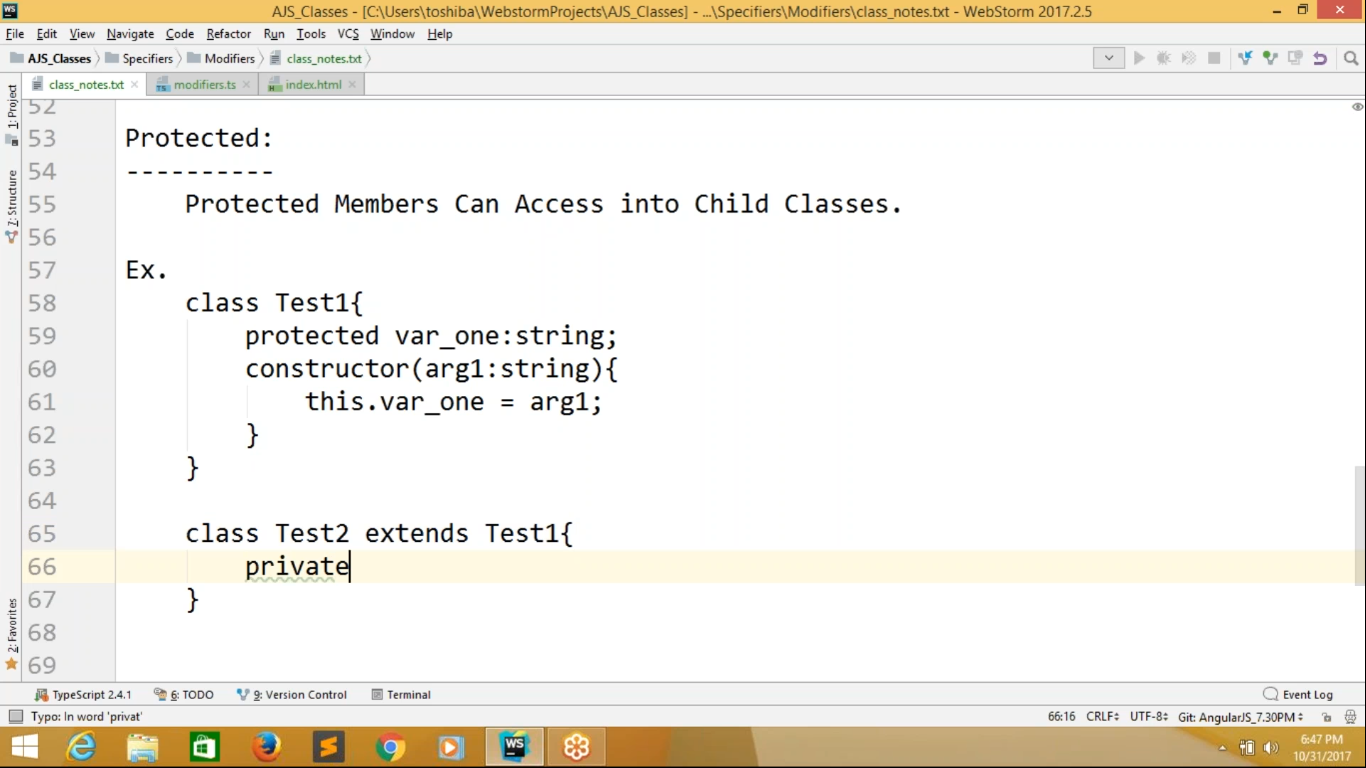 AJS_Classes - [C:\Users\toshiba\WebstormProjects\AJS_Classes] - ...\Specifiers\Modifiers\class_notes.txt - WebStorm 2017.2.5
File Edit View Navigate Code Refactor Run Tools VCS Window Help
AJS_Classes Specifiers Modifiers class_notes.txt
class_notes.txt modifiers.ts index.html
1: Project
7: Structure
2: Favorites
52
53 Protected:
54 ----------
55 Protected Members Can Access into Child Classes.
56
57 Ex.
58 class Test1{
59 protected var_one:string;
60 constructor(arg1:string){
61 this.var_one = arg1;
62 }
63 }
64
65 class Test2 extends Test1{
66 private
67 }
68
69
TypeScript 2.4.1 6: TODO 9: Version Control Terminal Event Log
Typo: In word 'privat' 66:16 CRLF UTF-8 Git: AngularJS_7.30PM
6:47 PM
10/31/2017